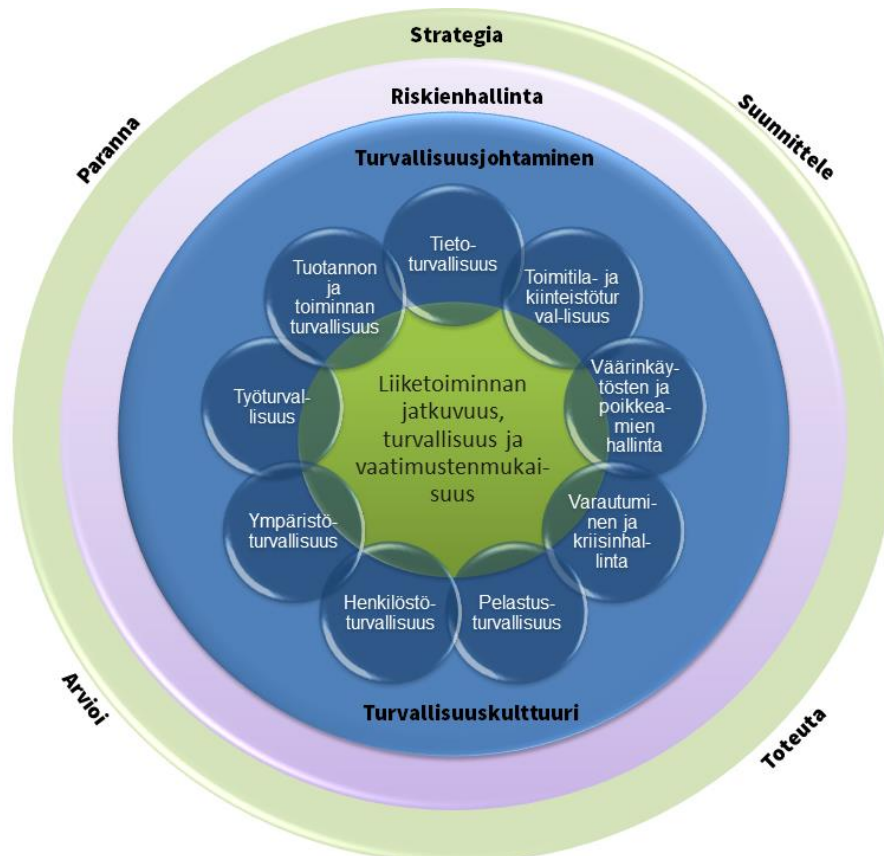 Strategia
Riskienhallinta
Turvallisuusjohtaminen
Paranna
Suunnittele
Tieto-
turvallisuus
Toimitila- ja
kiinteistötur
val-lisuus
Väärinkäy-
tösten ja
poikkea-
mien
hallinta
Varautumi-
nen ja
kriisinhal-
linta
Pelastus-
turvallisuus
Henkilöstö-
turvallisuus
Ympäristö-
turvallisuus
Työturval-
lisuus
Tuotannon
ja
toiminnan
turvallisuus
Liiketoiminnan
jatkuvuus,
turvallisuus ja
vaatimustenmukai-
suus
Turvallisuuskulttuuri
Arvioi
Toteuta